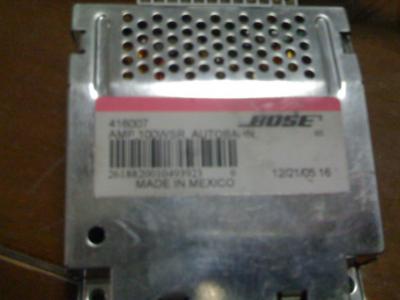 416007
BOSE
AMP 100WSR, AUTOBAHN
MADE IN MEXICO
12/21/05 16